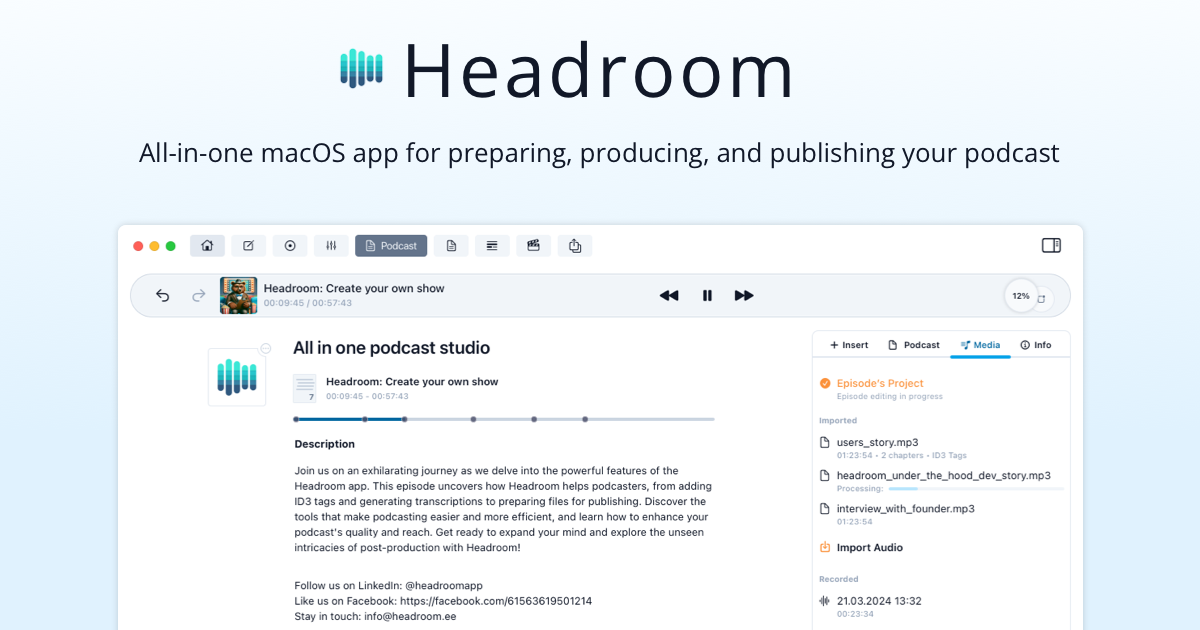 Headroom
All-in-one macOS app for preparing, producing, and publishing your podcast
Podcast
Headroom: Create your own show
00:09:45 / 00:57:43
12%
All in one podcast studio
7
Headroom: Create your own show
00:09:45 - 00:57:43
Description
Join us on an exhilarating journey as we delve into the powerful features of the
Headroom app. This episode uncovers how Headroom helps podcasters, from adding
ID3 tags and generating transcriptions to preparing files for publishing. Discover the
tools that make podcasting easier and more efficient, and learn how to enhance your
podcast's quality and reach. Get ready to expand your mind and explore the unseen
intricacies of post-production with Headroom!
Follow us on LinkedIn: @headroomapp
Like us on Facebook: https://facebook.com/61563619501214
Stay in touch: info@headroom.ee
Insert Podcast Media Info
Episode's Project
Episode editing in progress
Imported
users_story.mp3
01:23:54 - 2 chapters - ID3 Tags
headroom_under_the_hood_dev_story.mp3
Processing:
interview_with_founder.mp3
01:23:54
Import Audio
Recorded
21.03.2024 13:32
00:23:34